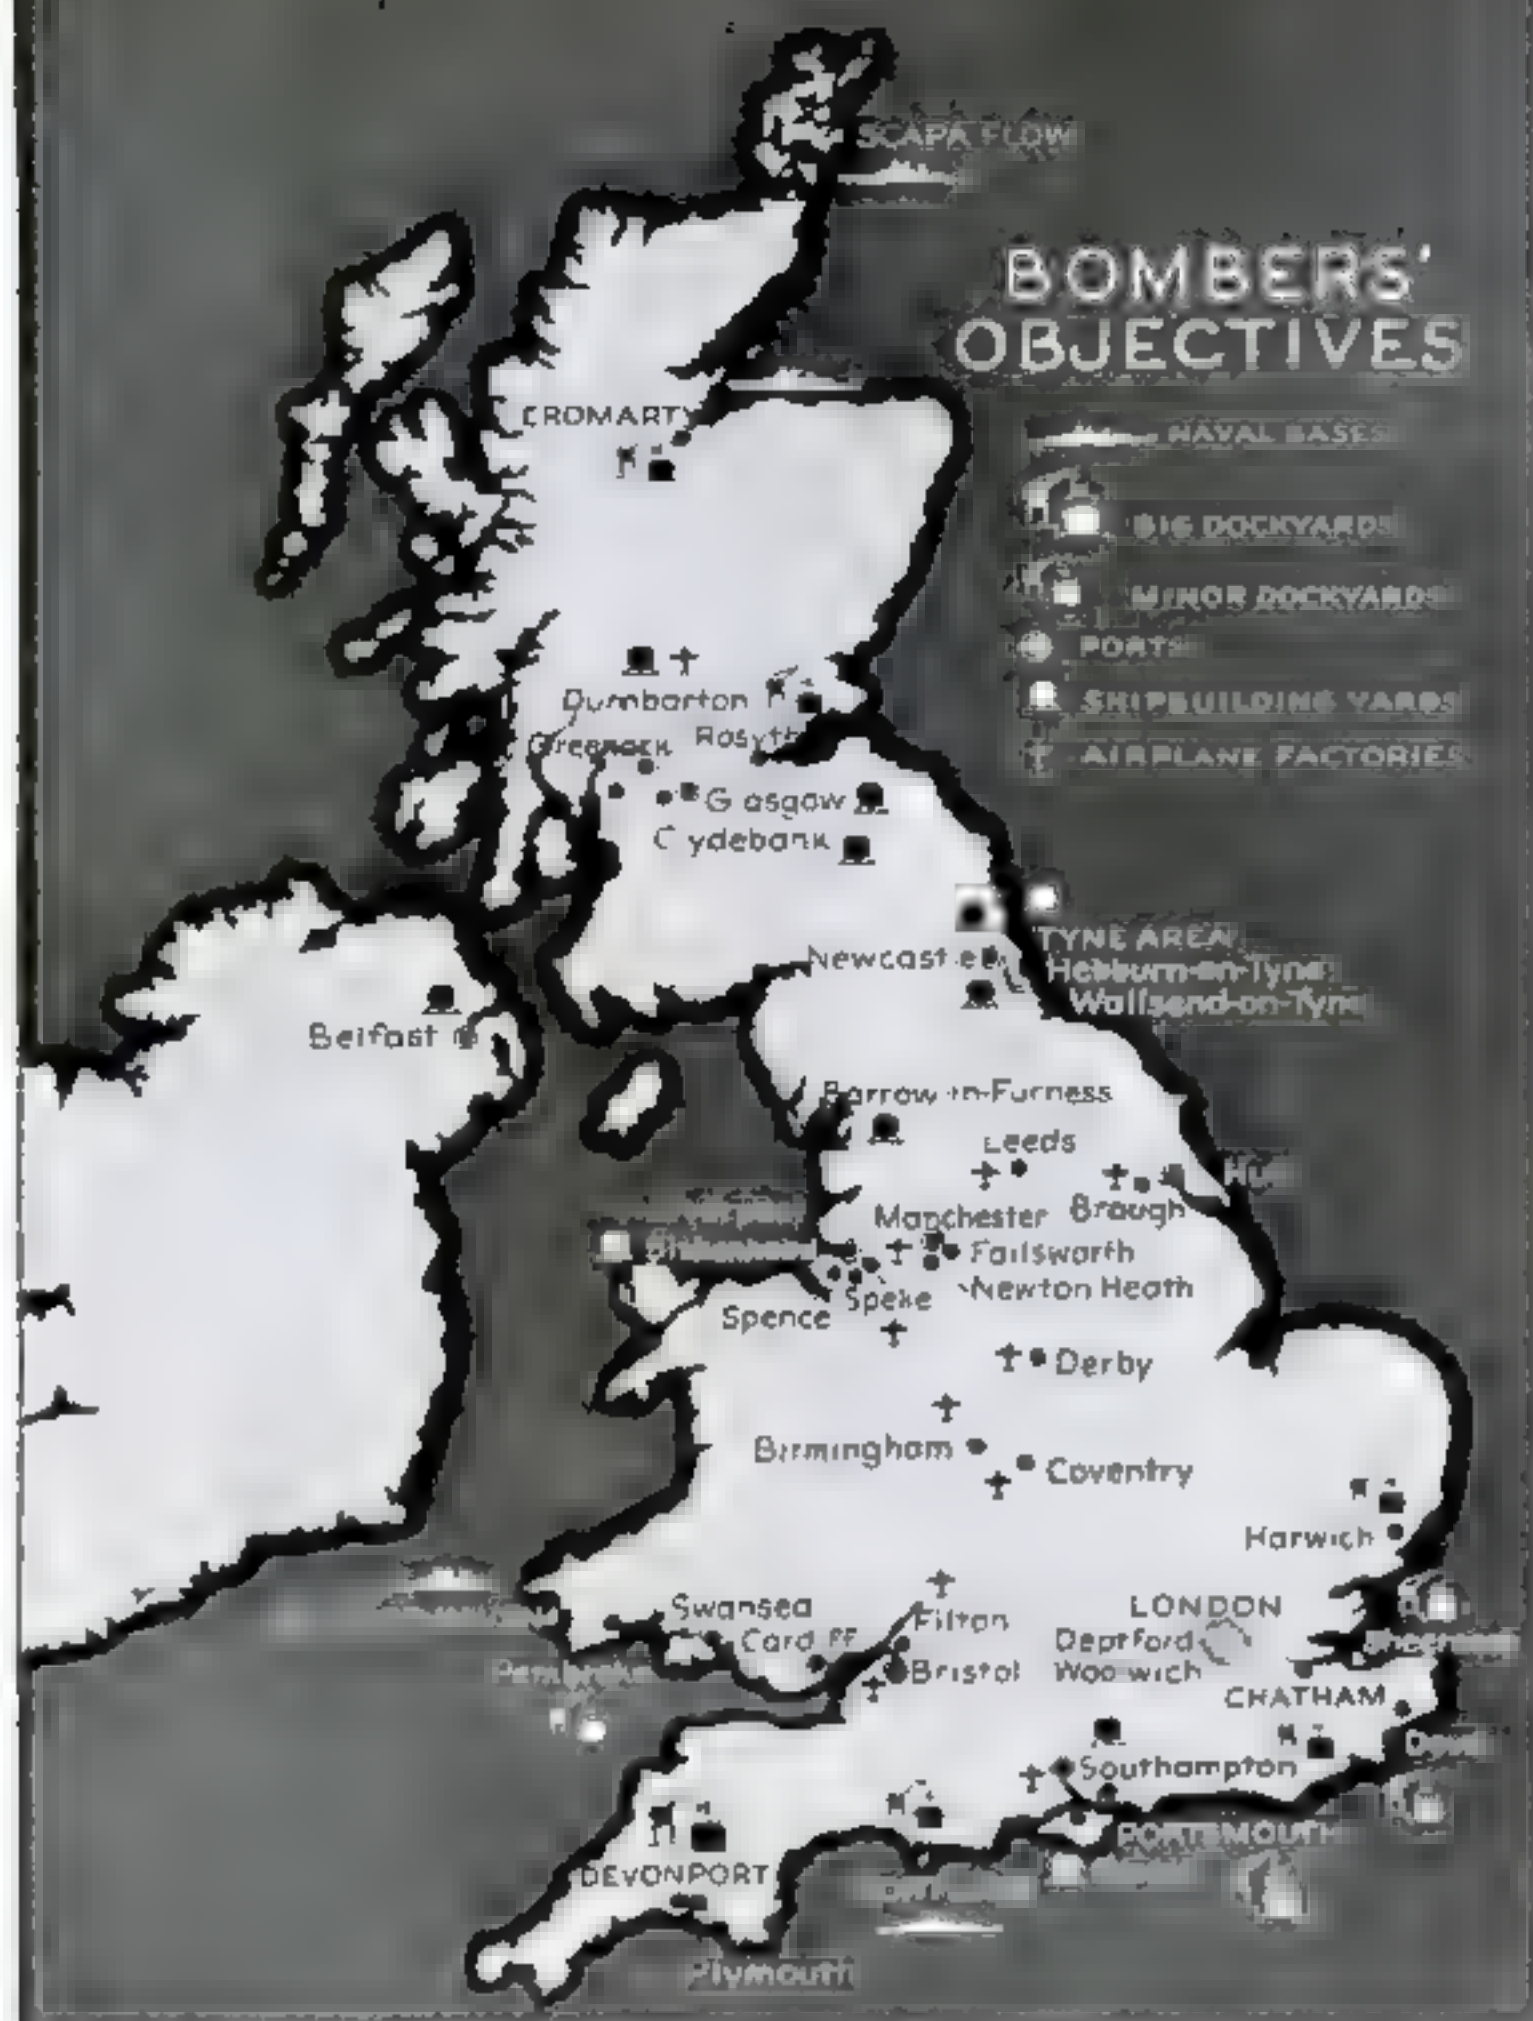 SCAPA FLOW
BOMBERS'
OBJECTIVES
NAVAL BASES
BIG DOCKYARDS
MINOR DOCKYARDS
PORTS
SHIPBUILDING YARDS
AIRPLANE FACTORIES
CROMARTY
Dumbarton
Greenock
Rosyth
Glasgow
Clydebank
TYNE AREA
Newcastle
Hebburn-on-Tyne
Wallsend-on-Tyne
Belfast
Barrow-in-Furness
Leeds
Manchester
Brough
Failsworth
Newton Heath
Speke
Spence
Derby
Birmingham
Coventry
Harwich
Swansea
Cardiff
Filton
Bristol
LONDON
Deptford
Woolwich
CHATHAM
Southampton
PORTSMOUTH
DEVONPORT
Plymouth